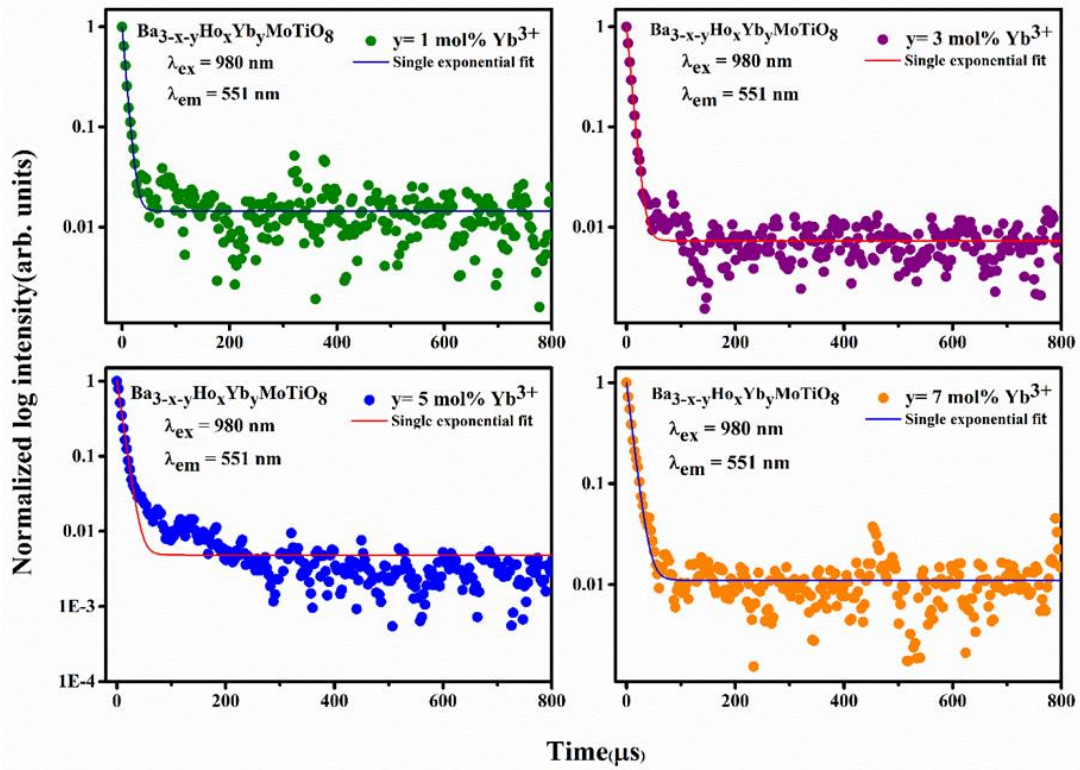 Normalized log intensity(arb. units)
Ba3-x-yHoxYbyMoTiO8
λex = 980 nm
λem = 551 nm
y= 1 mol% Yb3+
Single exponential fit
1
0.1
0.01
0
200
400
600
800
Ba3-x-yHoxYbyMoTiO8
λex = 980 nm
λem = 551 nm
y= 3 mol% Yb3+
Single exponential fit
1
0.1
0.01
0
200
400
600
800
Ba3-x-yHoxYbyMoTiO8
λex = 980 nm
λem = 551 nm
y= 5 mol% Yb3+
Single exponential fit
1
0.1
0.01
1E-3
1E-4
0
200
400
600
800
Ba3-x-yHoxYbyMoTiO8
λex = 980 nm
λem = 551 nm
y= 7 mol% Yb3+
Single exponential fit
1
0.1
0.01
0
200
400
600
800
Time(μs)